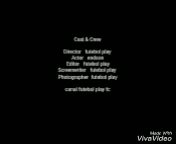 Cast & Crew
Director futebol play
Actor endson
Editor futebol play
Screenwriter futebol play
Photographer futebol play
canal futebol play fc
Made With
VivaVideo